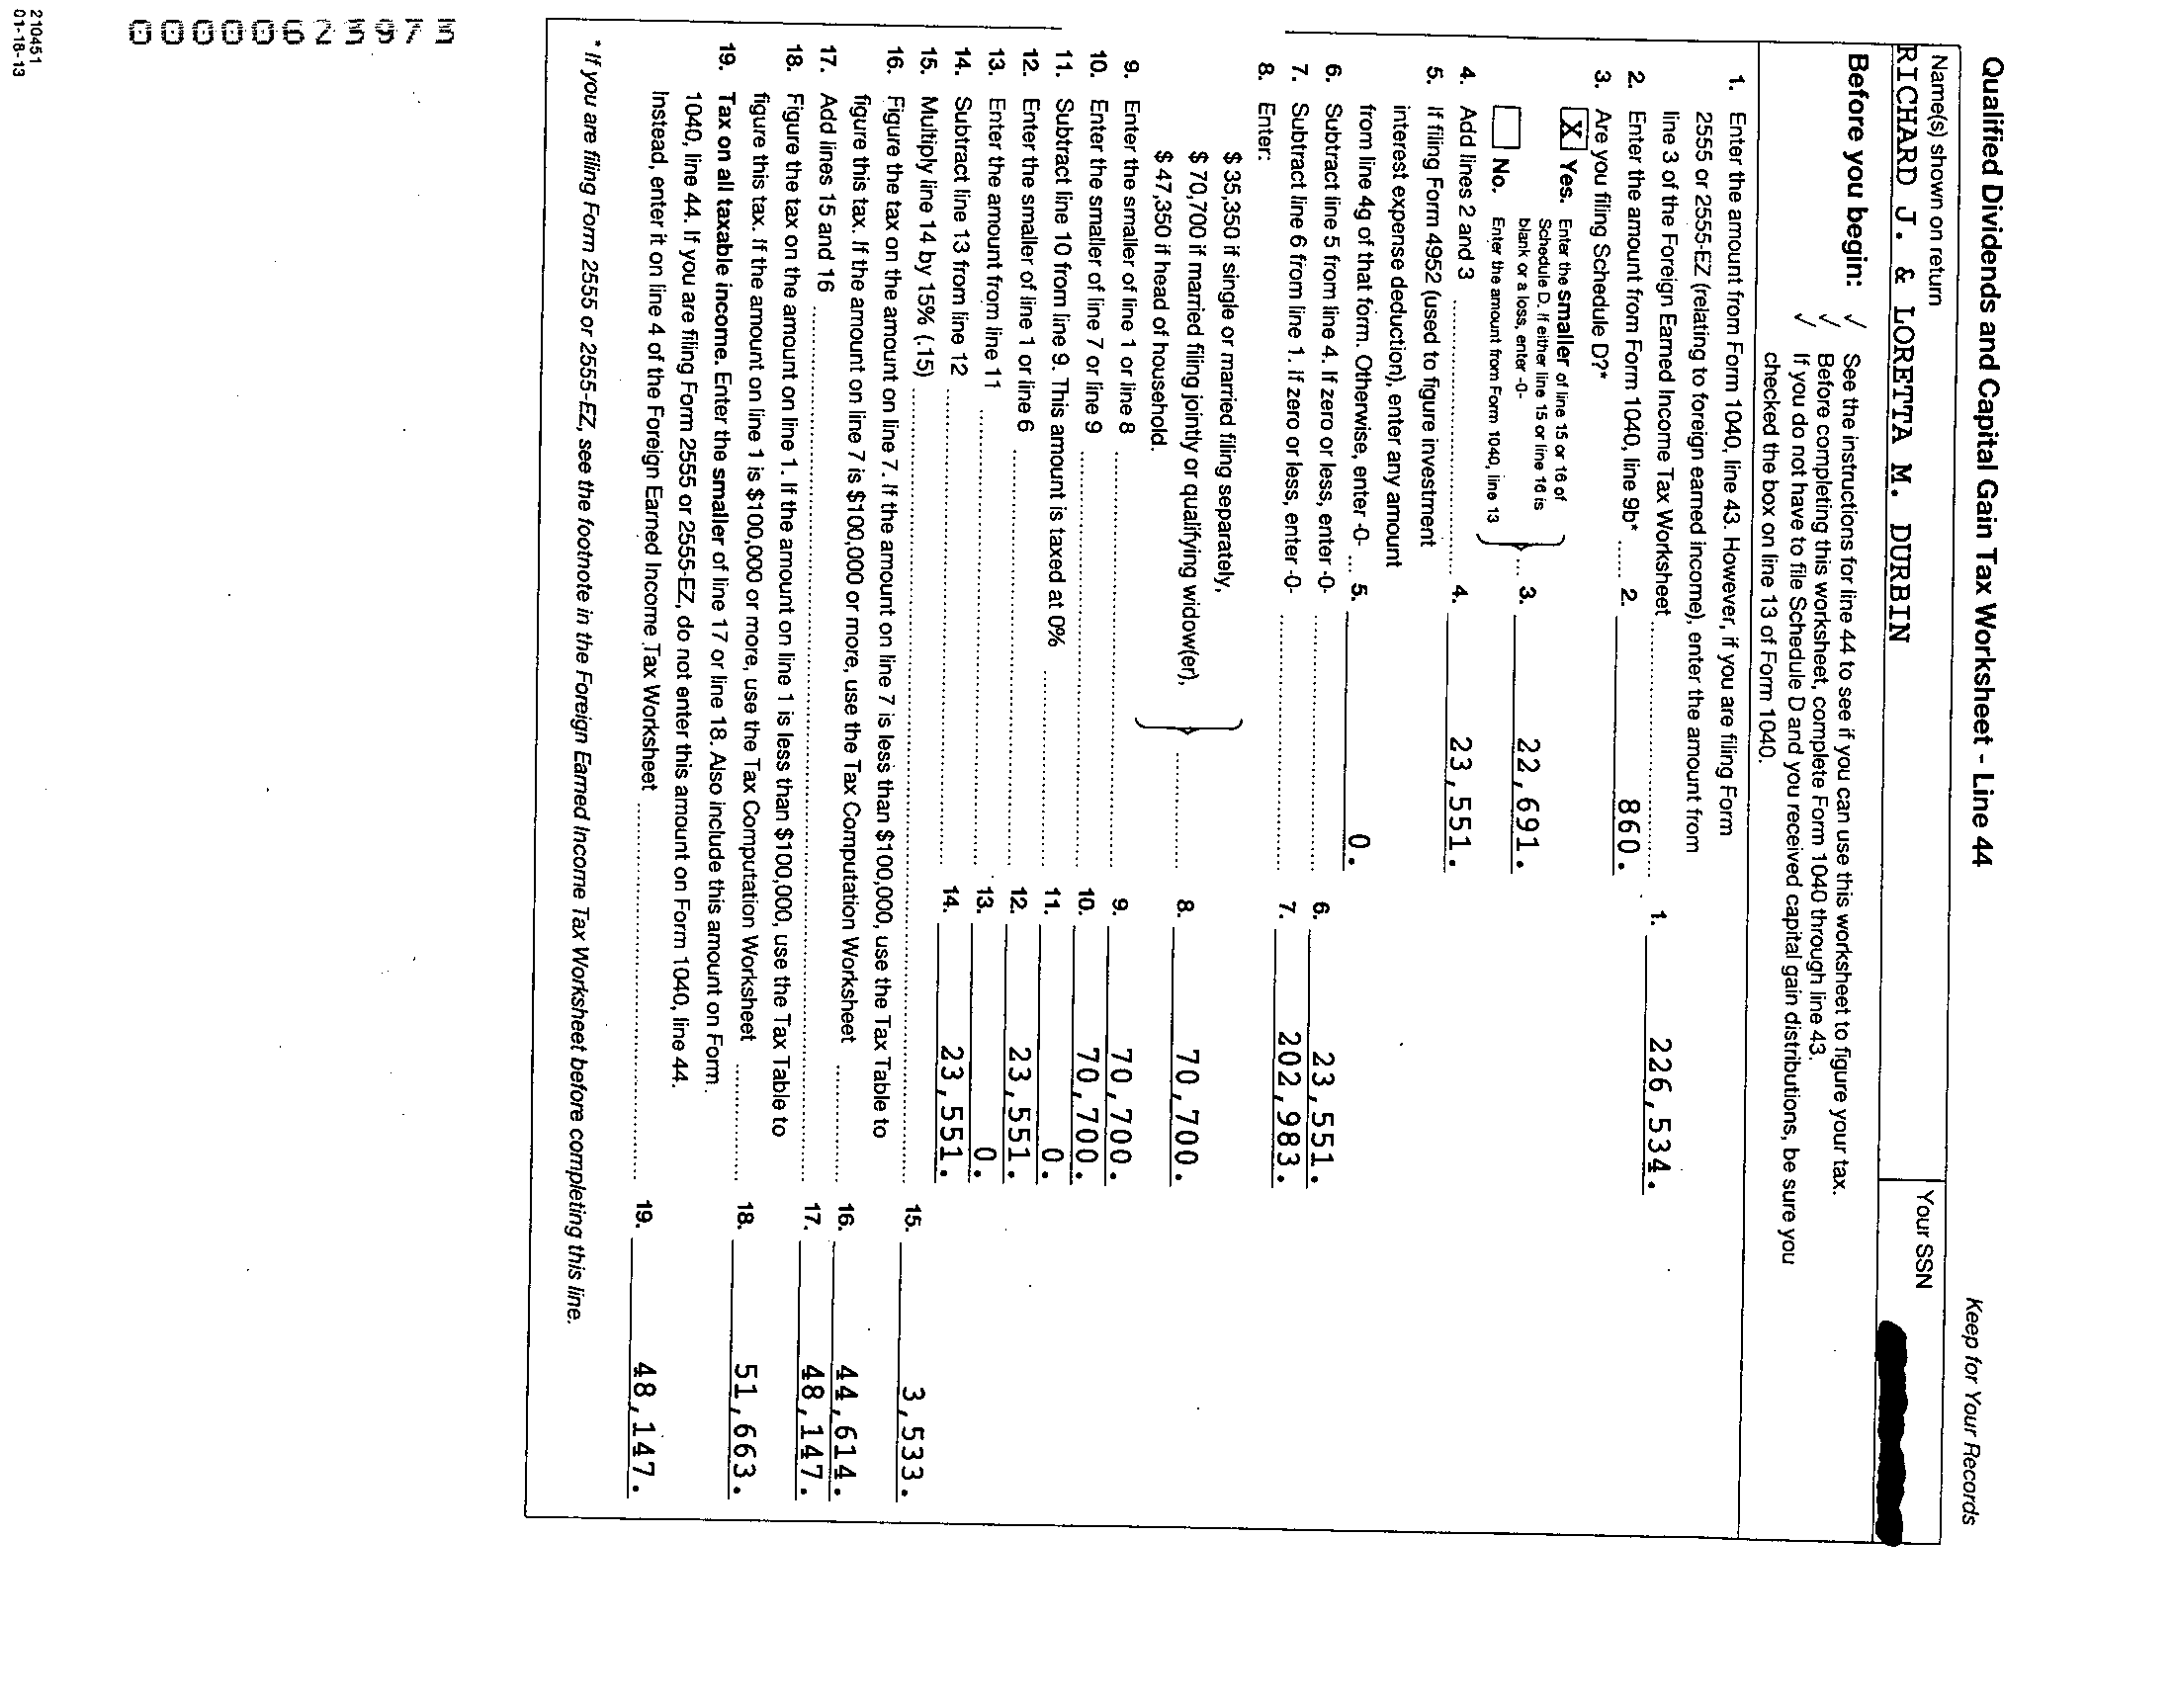 Qualified Dividends and Capital Gain Tax Worksheet - Line 44
Keep for Your Records
Name(s) shown on return
Your SSN
RICHARD J. & LORETTA M. DURBIN
Before you begin: ✓ See the instructions for line 44 to see if you can use this worksheet to figure your tax.
✓ Before completing this worksheet, complete Form 1040 through line 43.
✓ If you do not have to file Schedule D and you received capital gain distributions, be sure you
checked the box on line 13 of Form 1040.
1. Enter the amount from Form 1040, line 43. However, if you are filing Form
2555 or 2555-EZ (relating to foreign earned income), enter the amount from
line 3 of the Foreign Earned Income Tax Worksheet 1. 226,534.
2. Enter the amount from Form 1040, line 9b* 2. 860.
3. Are you filing Schedule D?*
X Yes. Enter the smaller of line 15 or 16 of
Schedule D. If either line 15 or line 16 is
blank or a loss, enter -0-
3. 22,691.
No. Enter the amount from Form 1040, line 13
4. Add lines 2 and 3 4. 23,551.
5. If filing Form 4952 (used to figure investment
interest expense deduction), enter any amount
from line 4g of that form. Otherwise, enter -0- ... 5. 0.
6. Subtract line 5 from line 4. If zero or less, enter -0- 6. 23,551.
7. Subtract line 6 from line 1. If zero or less, enter -0- 7. 202,983.
8. Enter:
$ 35,350 if single or married filing separately,
$ 70,700 if married filing jointly or qualifying widow(er), 8. 70,700.
$ 47,350 if head of household.
9. Enter the smaller of line 1 or line 8 9. 70,700.
10. Enter the smaller of line 7 or line 9 10. 70,700.
11. Subtract line 10 from line 9. This amount is taxed at 0% 11. 0.
12. Enter the smaller of line 1 or line 6 12. 23,551.
13. Enter the amount from line 11 13. 0.
14. Subtract line 13 from line 12 14. 23,551.
15. Multiply line 14 by 15% (.15) 15. 3,533.
16. Figure the tax on the amount on line 7. If the amount on line 7 is less than $100,000, use the Tax Table to
figure this tax. If the amount on line 7 is $100,000 or more, use the Tax Computation Worksheet 16. 44,614.
17. Add lines 15 and 16 17. 48,147.
18. Figure the tax on the amount on line 1. If the amount on line 1 is less than $100,000, use the Tax Table to
figure this tax. If the amount on line 1 is $100,000 or more, use the Tax Computation Worksheet 18. 51,663.
19. Tax on all taxable income. Enter the smaller of line 17 or line 18. Also include this amount on Form
1040, line 44. If you are filing Form 2555 or 2555-EZ, do not enter this amount on Form 1040, line 44.
Instead, enter it on line 4 of the Foreign Earned Income Tax Worksheet 19. 48,147.
* If you are filing Form 2555 or 2555-EZ, see the footnote in the Foreign Earned Income Tax Worksheet before completing this line.
00000625975
210451
01-18-13